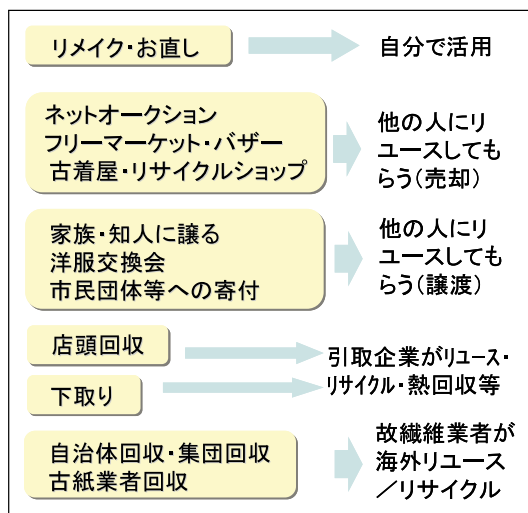 リメイク・お直し
自分で活用
ネットオークション
フリーマーケット・バザー
古着屋・リサイクルショップ
他の人にリ
ユースしても
らう(売却)
家族・知人に譲る
洋服交換会
市民団体等への寄付
他の人にリ
ユースしても
らう(譲渡)
店頭回収
下取り
引取企業がリユース・
リサイクル・熱回収等
自治体回収・集団回収
古紙業者回収
故繊維業者が
海外リユース
／リサイクル